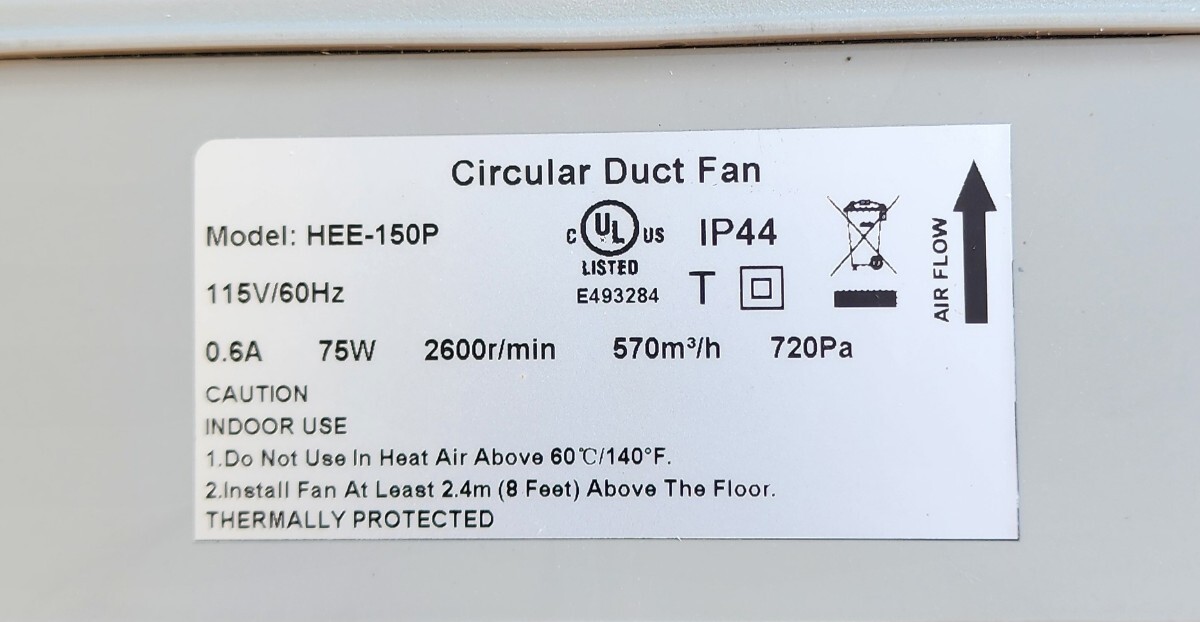 Circular Duct Fan
Model: HEE-150P
C UL US
LISTED
E493284
IP44
T
115V/60Hz
AIR FLOW
0.6A 75W 2600r/min 570m³/h 720Pa
CAUTION
INDOOR USE
1.Do Not Use In Heat Air Above 60℃/140°F.
2.Install Fan At Least 2.4m (8 Feet) Above The Floor.
THERMALLY PROTECTED